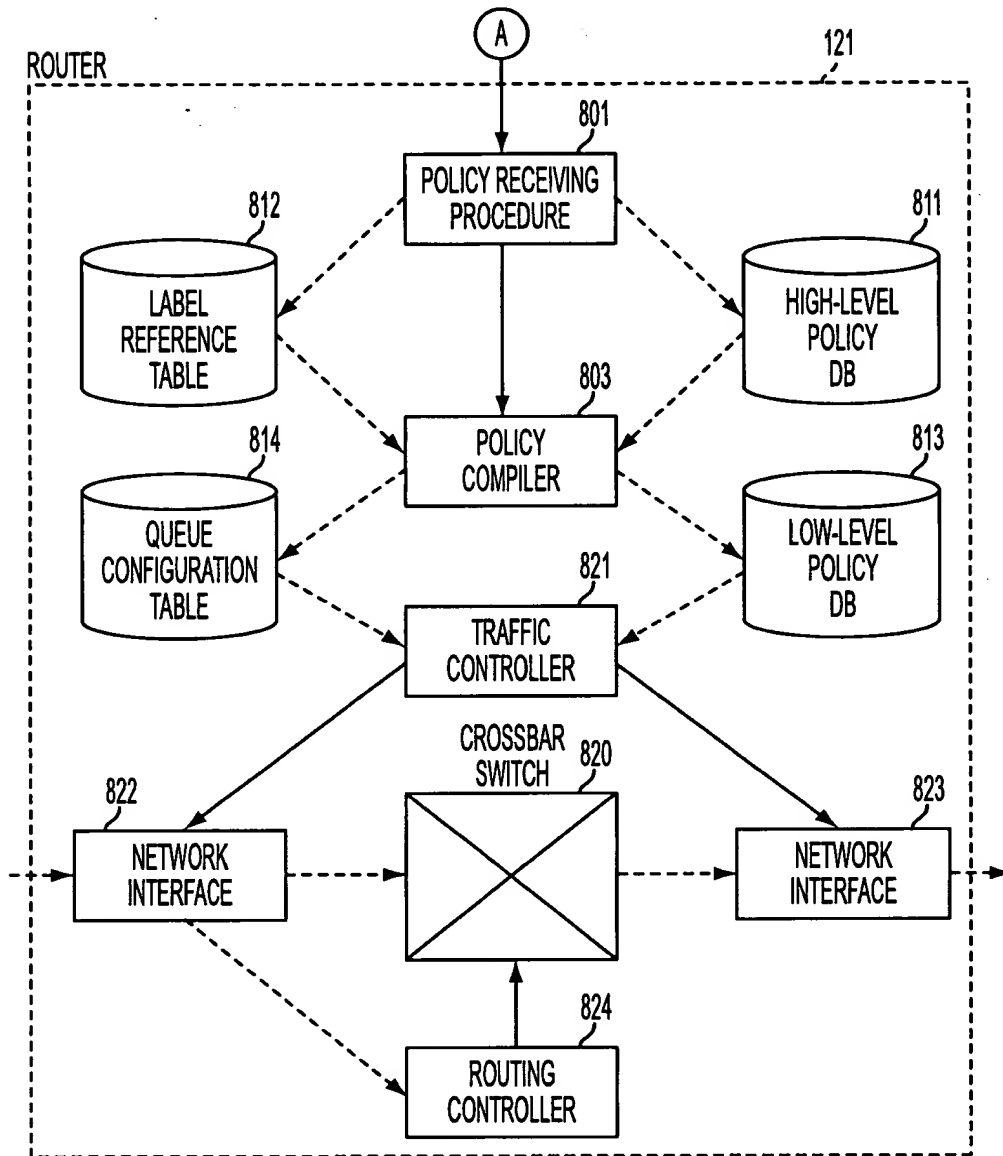 A
ROUTER
121
801
POLICY RECEIVING
PROCEDURE
812
LABEL
REFERENCE
TABLE
811
HIGH-LEVEL
POLICY
DB
803
POLICY
COMPILER
814
QUEUE
CONFIGURATION
TABLE
813
LOW-LEVEL
POLICY
DB
821
TRAFFIC
CONTROLLER
CROSSBAR
SWITCH
820
822
NETWORK
INTERFACE
823
NETWORK
INTERFACE
824
ROUTING
CONTROLLER